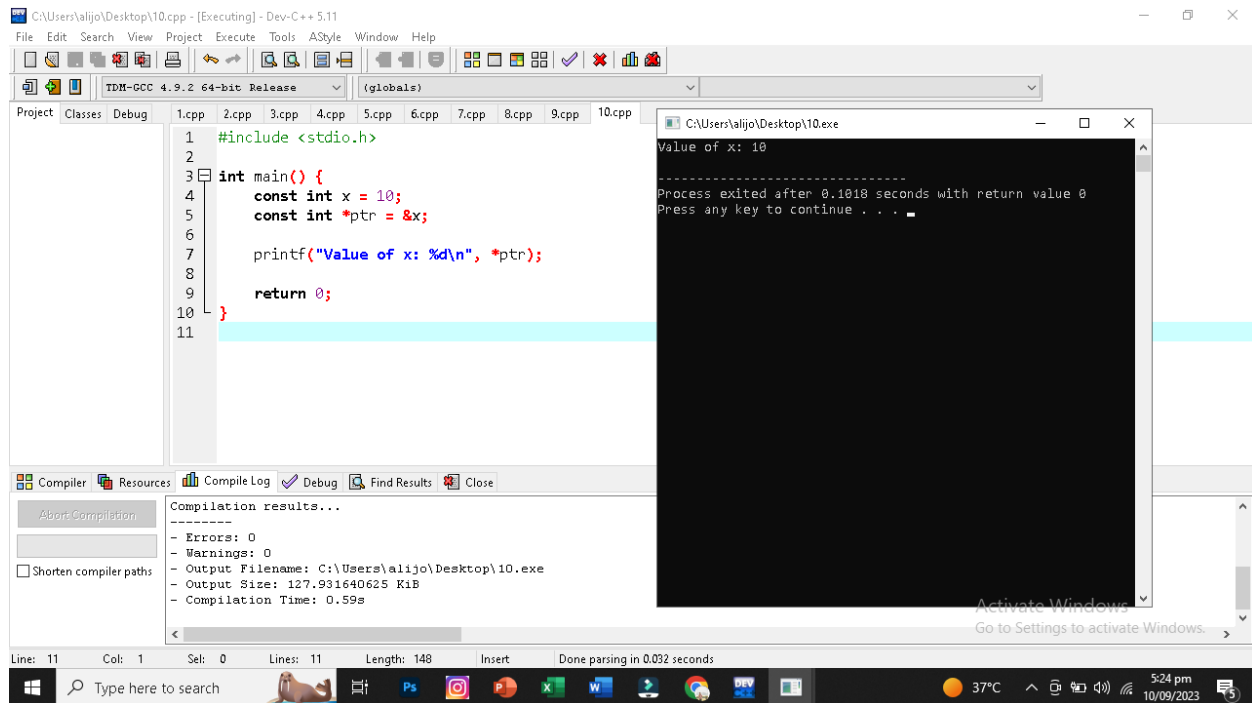 C:\Users\alijo\Desktop\10.cpp - [Executing] - Dev-C++ 5.11
File Edit Search View Project Execute Tools AStyle Window Help
TDM-GCC 4.9.2 64-bit Release (globals)
Project Classes Debug 1.cpp 2.cpp 3.cpp 4.cpp 5.cpp 6.cpp 7.cpp 8.cpp 9.cpp 10.cpp
1 #include <stdio.h>
2
3 int main() {
4 const int x = 10;
5 const int *ptr = &x;
6
7 printf("Value of x: %d\n", *ptr);
8
9 return 0;
10 }
11
C:\Users\alijo\Desktop\10.exe
Value of x: 10
--------------------------------
Process exited after 0.1018 seconds with return value 0
Press any key to continue . . .
Compiler Resources Compile Log Debug Find Results Close
Abort Compilation
Shorten compiler paths
Compilation results...
--------
- Errors: 0
- Warnings: 0
- Output Filename: C:\Users\alijo\Desktop\10.exe
- Output Size: 127.931640625 KiB
- Compilation Time: 0.59s
Activate Windows
Go to Settings to activate Windows.
Line: 11 Col: 1 Sel: 0 Lines: 11 Length: 148 Insert Done parsing in 0.032 seconds
Type here to search
Ps
DEV
37°C
5:24 pm
10/09/2023
5